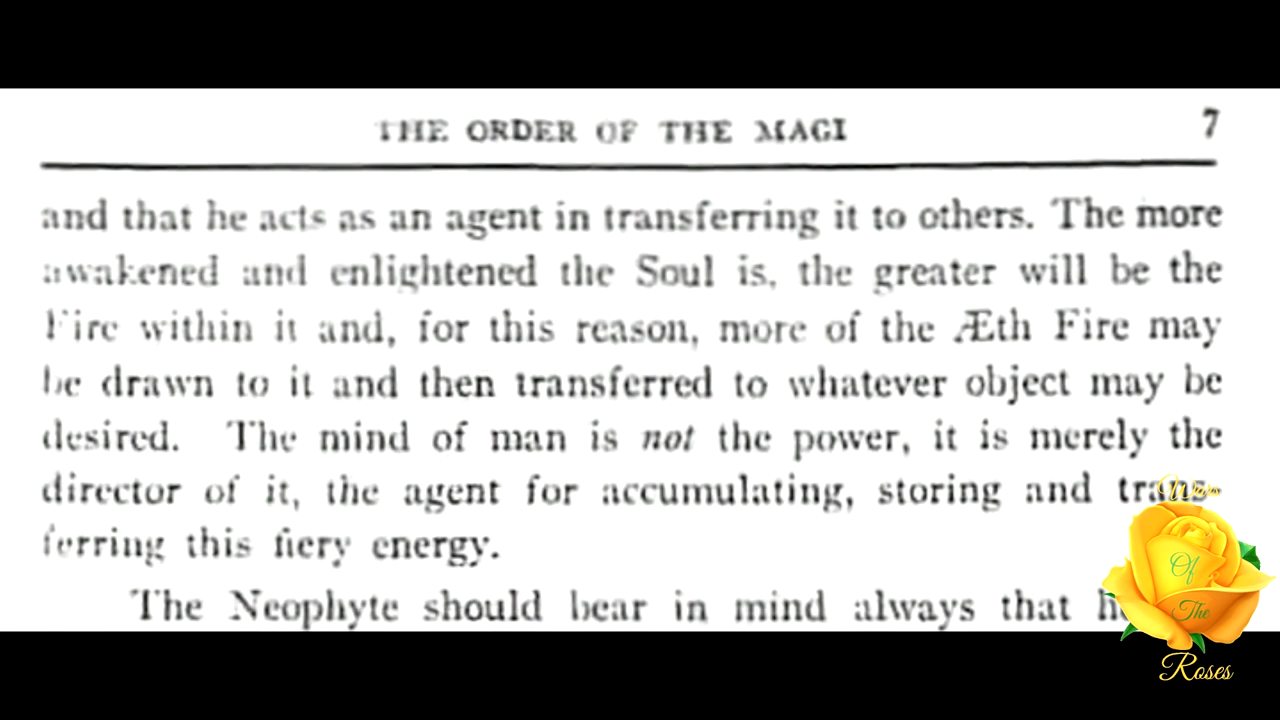 THE ORDER OF THE MAGI 7
and that he acts as an agent in transferring it to others. The more
awakened and enlightened the Soul is, the greater will be the
Fire within it and, for this reason, more of the Æth Fire may
be drawn to it and then transferred to whatever object may be
desired. The mind of man is not the power, it is merely the
director of it, the agent for accumulating, storing and trans-
ferring this fiery energy.
The Neophyte should bear in mind always that
Wars
Of
The
Roses